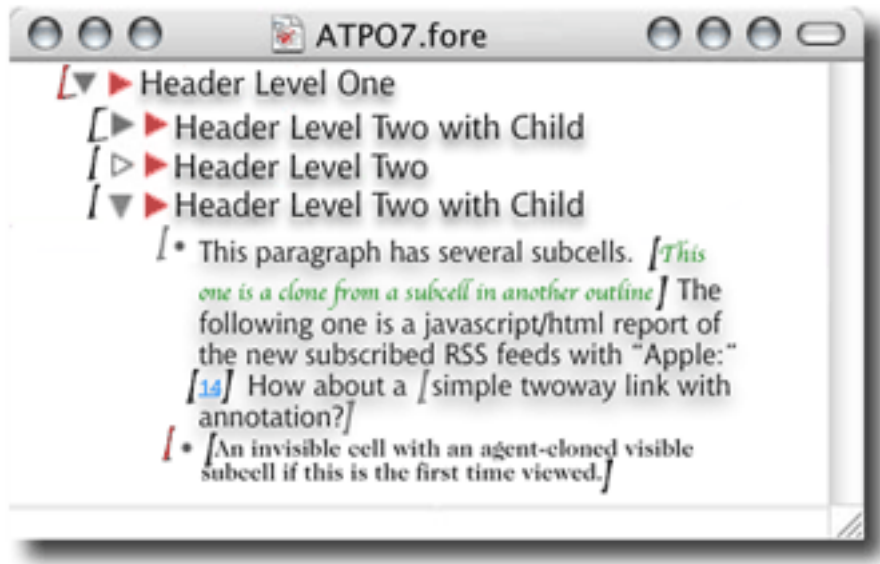 ATPO7.fore
[Header Level One
[Header Level Two with Child
[Header Level Two
[Header Level Two with Child
[• This paragraph has several subcells. [This
one is a clone from a subcell in another outline] The
following one is a javascript/html report of
the new subscribed RSS feeds with "Apple:"
[14] How about a [simple twoway link with
annotation?]
[• [An invisible cell with an agent-cloned visible
subcell if this is the first time viewed.]